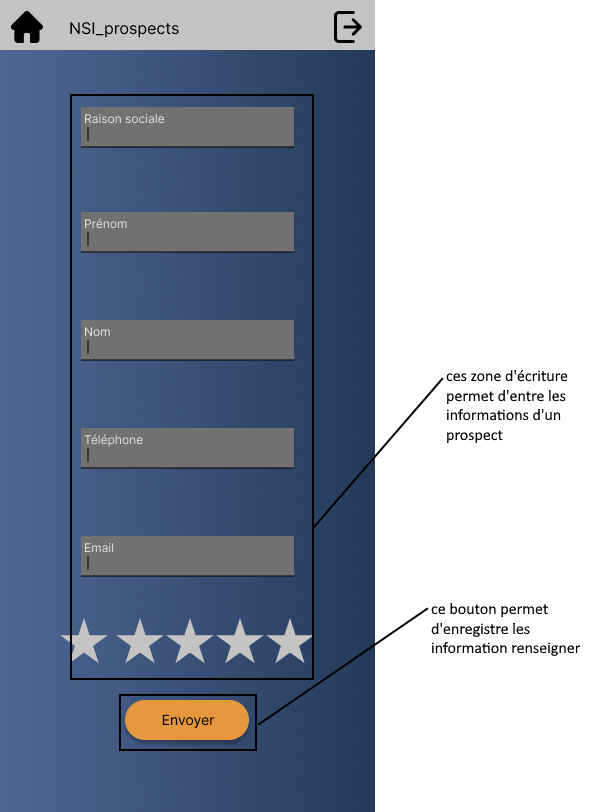 NSI_prospects
Raison sociale
Prénom
Nom
Téléphone
Email
Envoyer
ces zone d'écriture
permet d'entre les
informations d'un
prospect
ce bouton permet
d'enregistre les
information renseigner